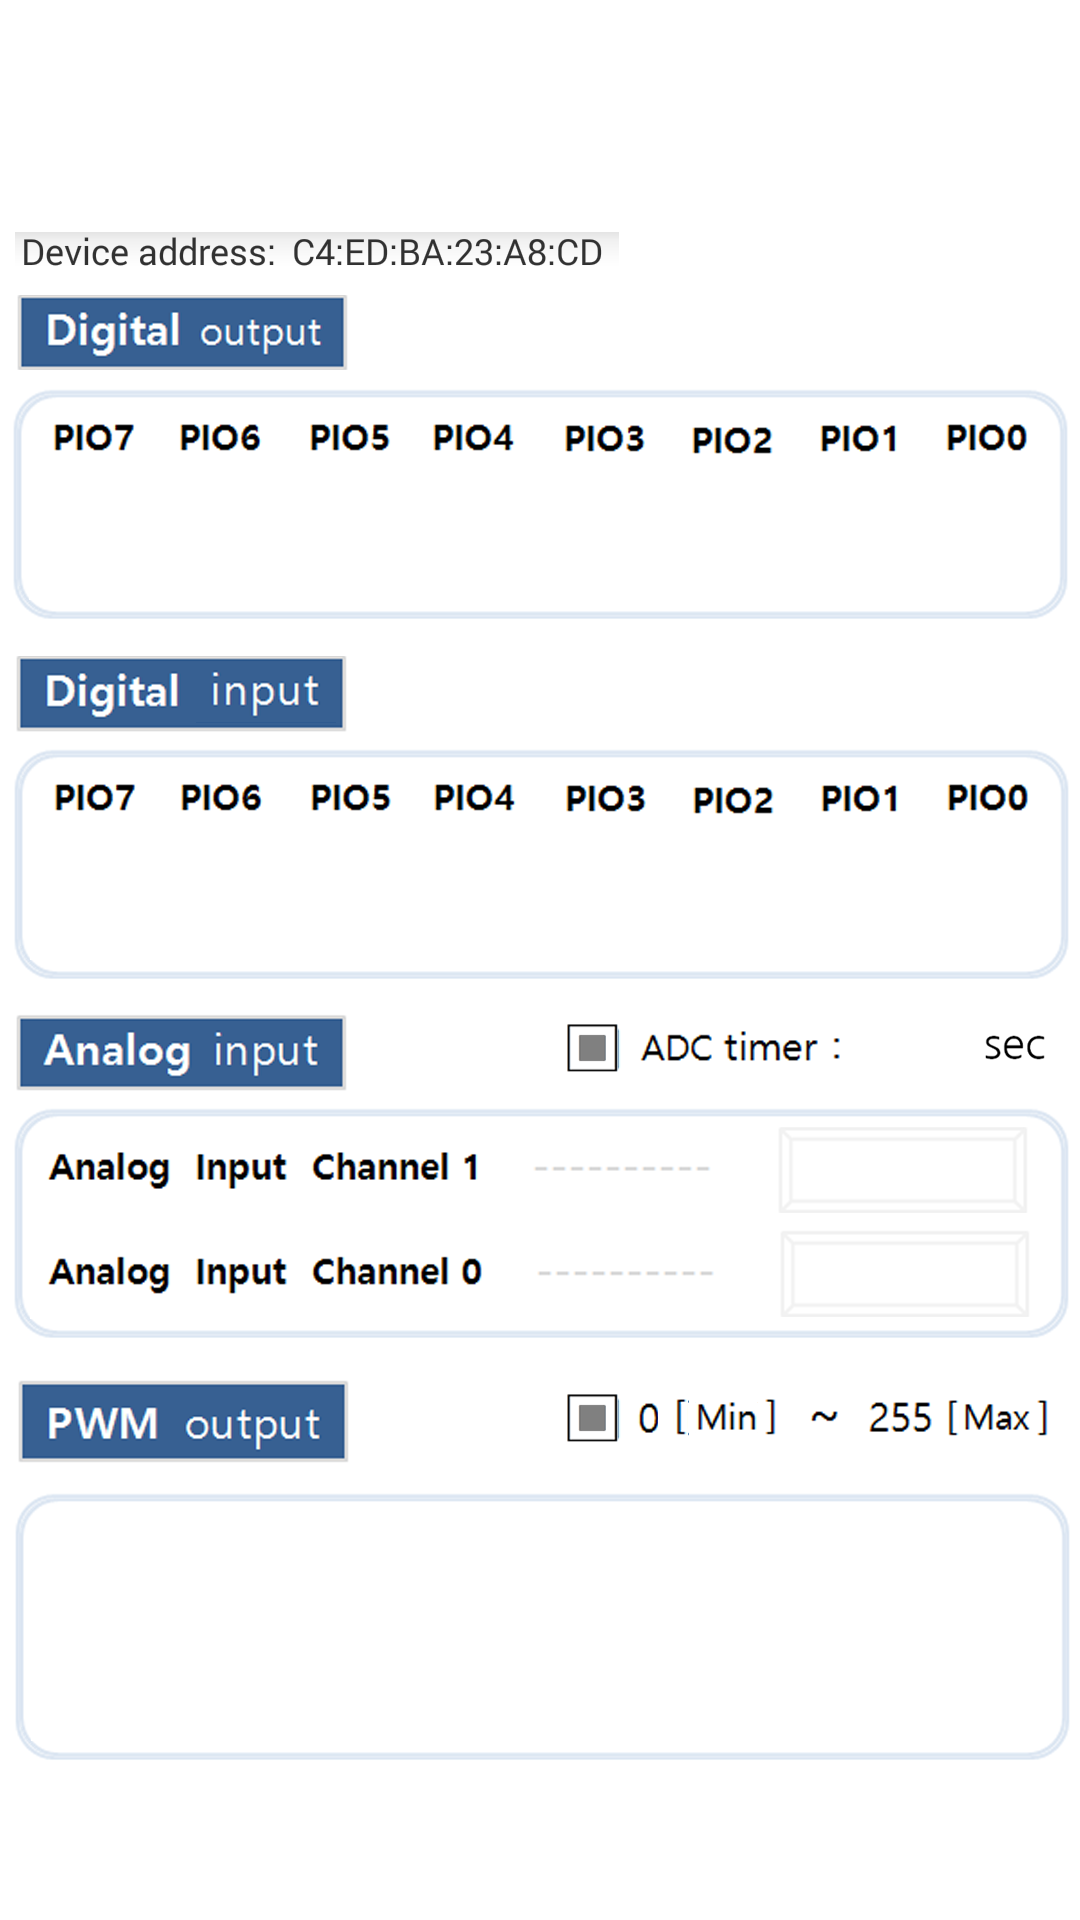 Device address: C4:ED:BA:23:A8:CD
Digital output
PIO7 PIO6 PIO5 PIO4 PIO3 PIO2 PIO1 PIO0
Digital input
PIO7 PIO6 PIO5 PIO4 PIO3 PIO2 PIO1 PIO0
Analog input ADC timer : sec
Analog Input Channel 1 ----------
Analog Input Channel 0 ----------
PWM output 0 [ Min ] ~ 255 [ Max ]